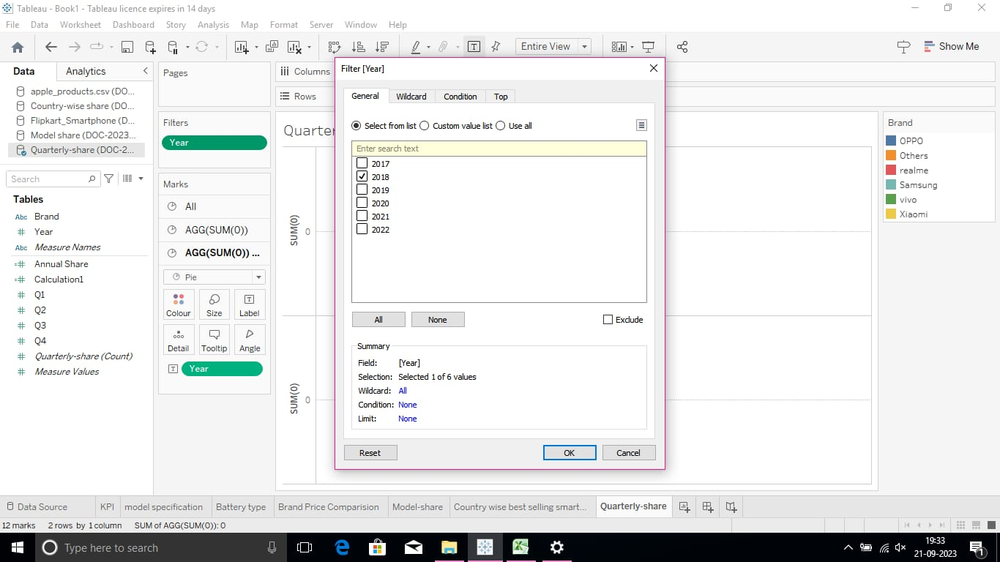 Tableau - Book1 - Tableau licence expires in 14 days
File Data Worksheet Dashboard Story Analysis Map Format Server Window Help
Entire View
Show Me
Data Analytics
apple_products.csv (DO...
Country-wise share (DO...
Flipkart_Smartphone (D...
Model share (DOC-2023...
Quarterly-share (DOC-2...
Search
Tables
Abc Brand
Year
Abc Measure Names
Annual Share
Calculation1
Q1
Q2
Q3
Q4
Quarterly-share (Count)
Measure Values
Pages
Filters
Year
Marks
All
AGG(SUM(0))
AGG(SUM(0)) ...
Pie
Colour Size Label
Detail Tooltip Angle
Year
Columns
Rows
Quarter
SUM(0)
0
SUM(0)
0
Filter [Year]
General Wildcard Condition Top
Select from list Custom value list Use all
Enter search text
2017
2018
2019
2020
2021
2022
All None Exclude
Summary
Field: [Year]
Selection: Selected 1 of 6 values
Wildcard: All
Condition: None
Limit: None
Reset OK Cancel
Brand
OPPO
Others
realme
Samsung
vivo
Xiaomi
Data Source KPI model specification Battery type Brand Price Comparision Model-share Country wise best selling smart... Quarterly-share
12 marks 2 rows by 1 column SUM of AGG(SUM(0)): 0
Type here to search
19:33
21-09-2023
1